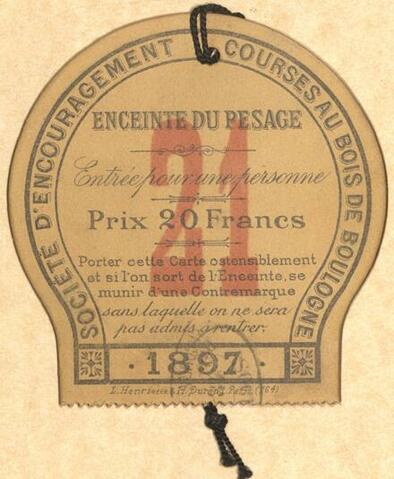 SOCIÉTÉ D'ENCOURAGEMENT
COURSES AU BOIS DE BOULOGNE
ENCEINTE DU PESAGE
21
Entrée pour une personne
Prix 20 Francs
Porter cette Carte ostensiblement
et si l'on sort de l'Enceinte, se
munir d'une Contremarque
sans laquelle on ne sera
pas admis à rentrer.
· 1897 ·
(764)